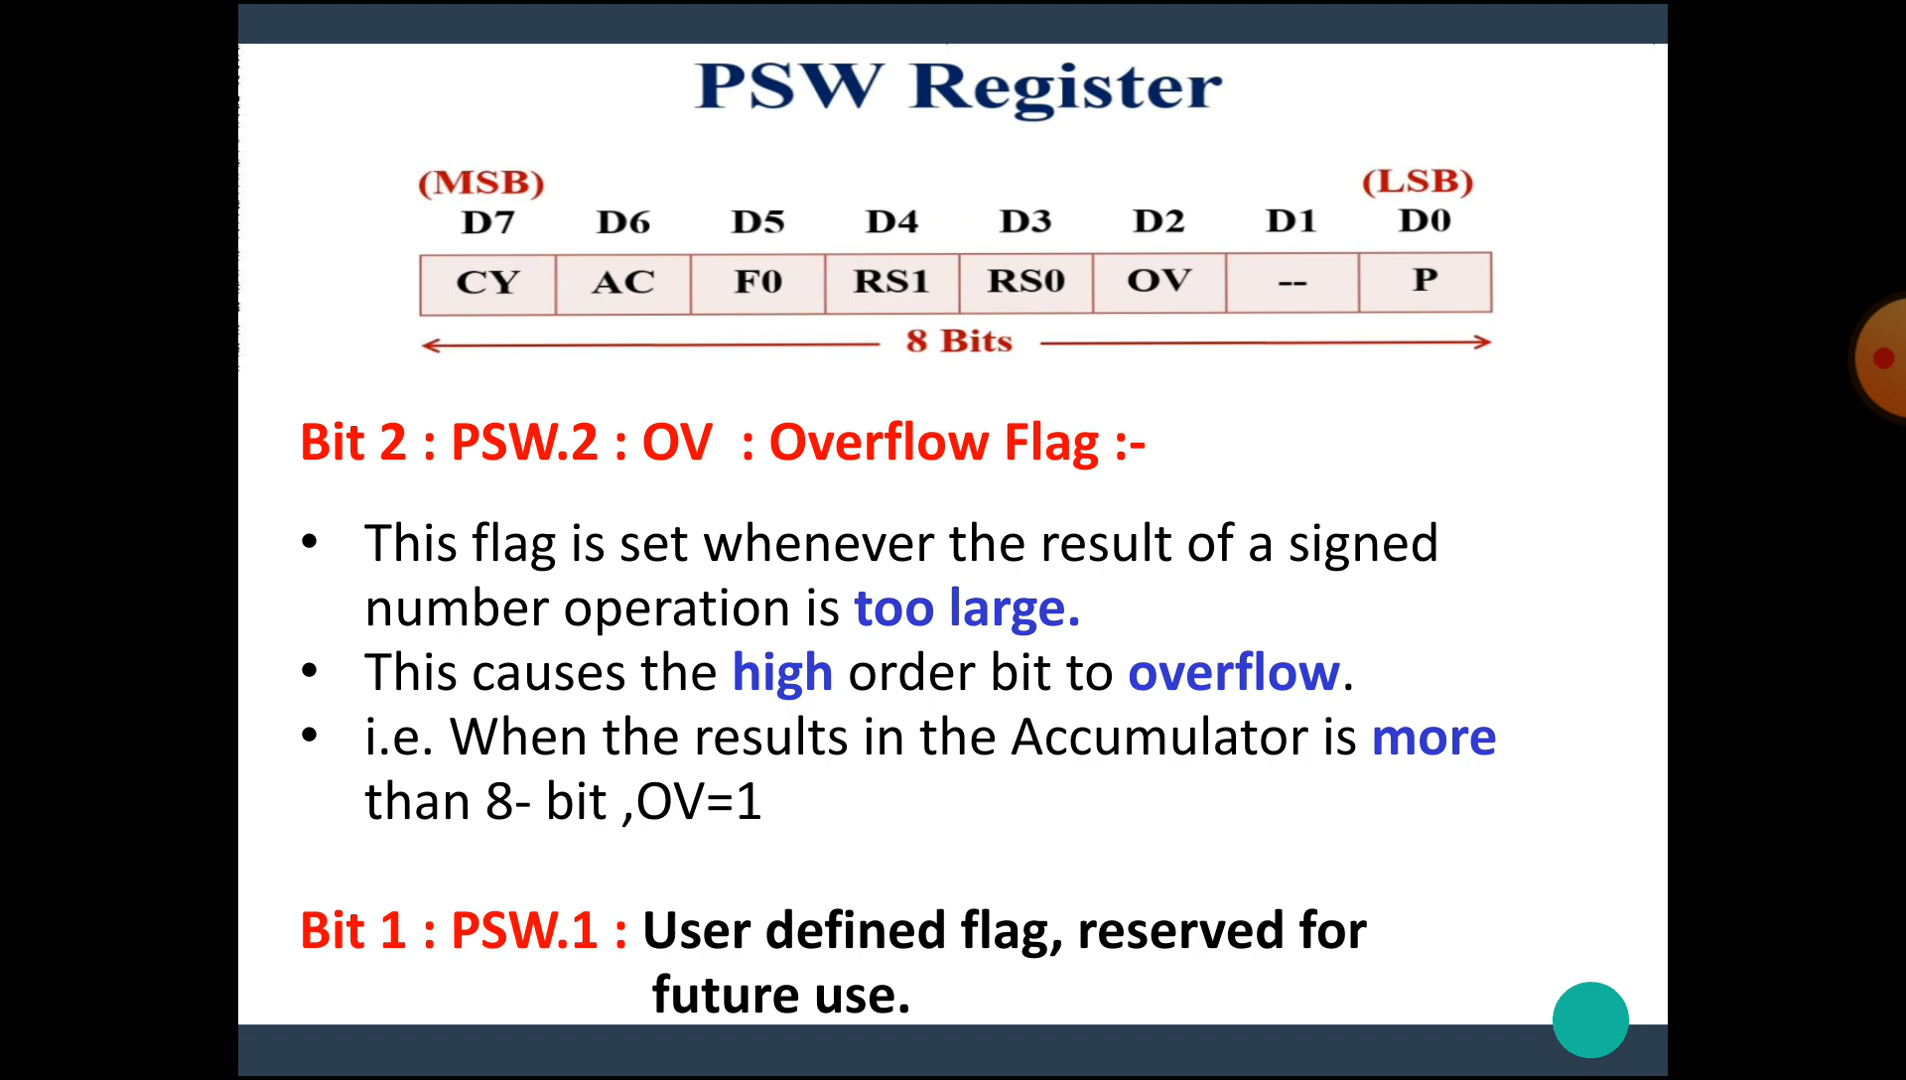 PSW Register
(MSB) (LSB)
D7 D6 D5 D4 D3 D2 D1 D0
CY AC F0 RS1 RS0 OV -- P
8 Bits
Bit 2 : PSW.2 : OV : Overflow Flag :-
• This flag is set whenever the result of a signed
number operation is too large.
• This causes the high order bit to overflow.
• i.e. When the results in the Accumulator is more
than 8- bit ,OV=1
Bit 1 : PSW.1 : User defined flag, reserved for
future use.